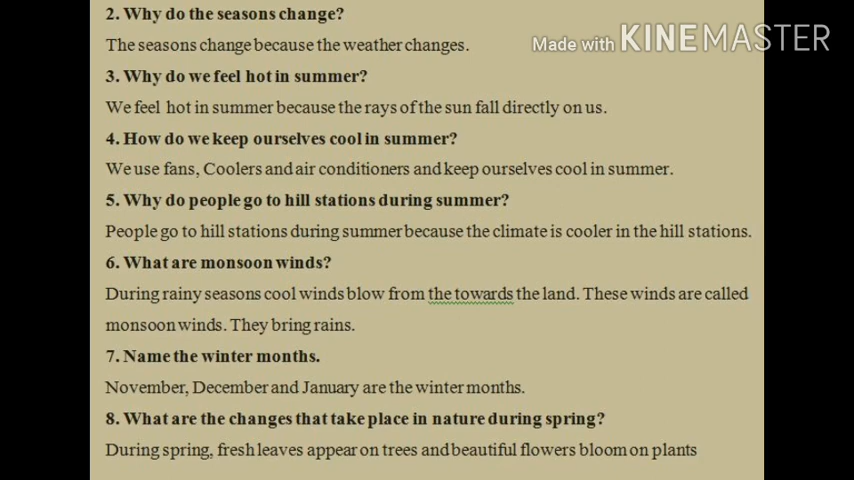 2. Why do the seasons change?
Made with KINEMASTER
The seasons change because the weather changes.
3. Why do we feel hot in summer?
We feel hot in summer because the rays of the sun fall directly on us.
4. How do we keep ourselves cool in summer?
We use fans, Coolers and air conditioners and keep ourselves cool in summer.
5. Why do people go to hill stations during summer?
People go to hill stations during summer because the climate is cooler in the hill stations.
6. What are monsoon winds?
During rainy seasons cool winds blow from the towards the land. These winds are called
monsoon winds. They bring rains.
7. Name the winter months.
November, December and January are the winter months.
8. What are the changes that take place in nature during spring?
During spring, fresh leaves appear on trees and beautiful flowers bloom on plants